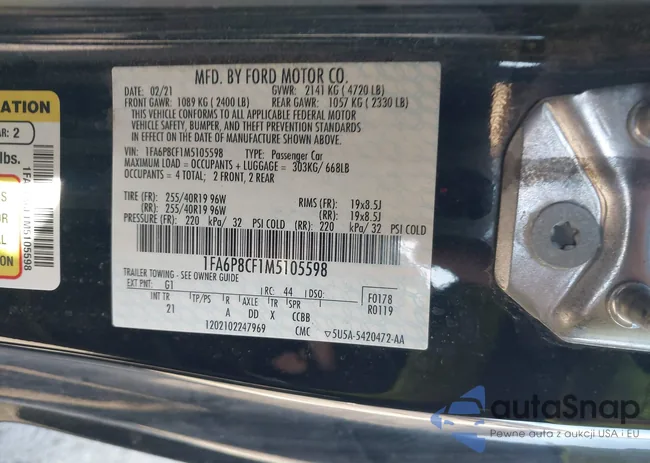 MFD. BY FORD MOTOR CO.
DATE: 02/21 GVWR: 2141 KG ( 4720 LB)
FRONT GAWR: 1089 KG ( 2400 LB) REAR GAWR: 1057 KG ( 2330 LB)
THIS VEHICLE CONFORMS TO ALL APPLICABLE FEDERAL MOTOR
VEHICLE SAFETY, BUMPER, AND THEFT PREVENTION STANDARDS
IN EFFECT ON THE DATE OF MANUFACTURE SHOWN ABOVE.
VIN: 1FA6P8CF1M5105598 TYPE: Passenger Car
MAXIMUM LOAD = OCCUPANTS + LUGGAGE = 303KG/ 668LB
OCCUPANTS = 4 TOTAL; 2 FRONT, 2 REAR
TIRE (FR): 255/40R19 96W RIMS (FR): 19x8.5J
(RR): 255/40R19 96W (RR): 19x8.5J
PRESSURE (FR): 220 kPa/ 32 PSI COLD (RR): 220 kPa/ 32 PSI COLD
1FA6P8CF1M5105598
TRAILER TOWING - SEE OWNER GUIDE
EXT PNT: G1 RC: 44 DSO: F0178
INT TR TP/PS R AXLE TR SPR R0119
21 A DD X CCBB
1202102247969 CMC ▽5U5A-5420472-AA
ATION
AR: 2
lbs.
S
OR
LL
ON
1FA6P8CF1M5105598
autaSnap
Pewne auta z aukcji USA i EU